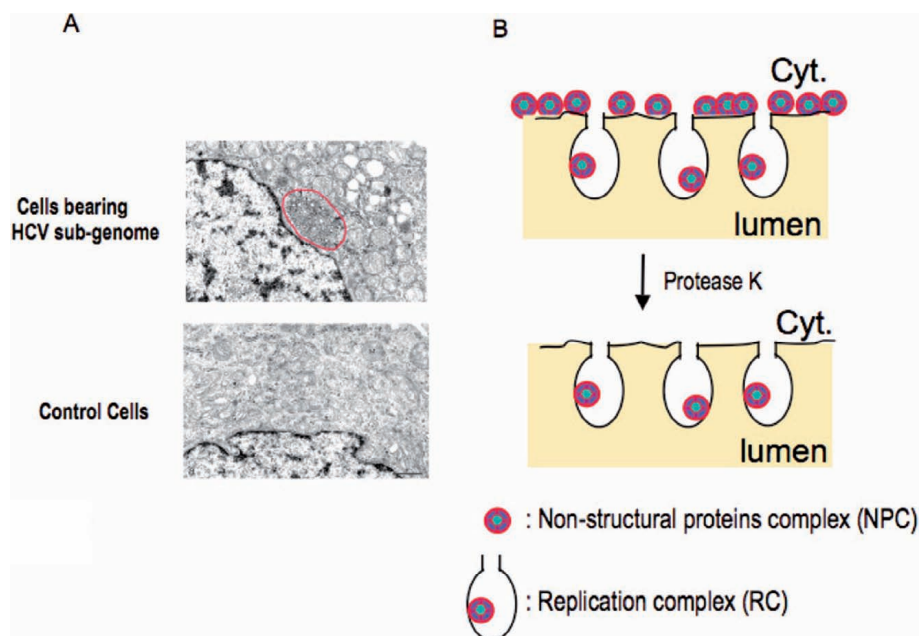 A
Cells bearing
HCV sub-genome
Control Cells
B
Cyt.
lumen
Protease K
Cyt.
lumen
: Non-structural proteins complex (NPC)
: Replication complex (RC)